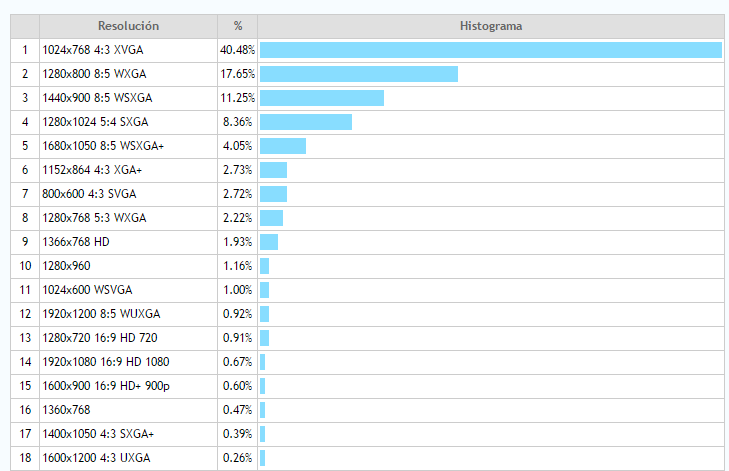 Resolución % Histograma
1 1024x768 4:3 XVGA 40.48%
2 1280x800 8:5 WXGA 17.65%
3 1440x900 8:5 WSXGA 11.25%
4 1280x1024 5:4 SXGA 8.36%
5 1680x1050 8:5 WSXGA+ 4.05%
6 1152x864 4:3 XGA+ 2.73%
7 800x600 4:3 SVGA 2.72%
8 1280x768 5:3 WXGA 2.22%
9 1366x768 HD 1.93%
10 1280x960 1.16%
11 1024x600 WSVGA 1.00%
12 1920x1200 8:5 WUXGA 0.92%
13 1280x720 16:9 HD 720 0.91%
14 1920x1080 16:9 HD 1080 0.67%
15 1600x900 16:9 HD+ 900p 0.60%
16 1360x768 0.47%
17 1400x1050 4:3 SXGA+ 0.39%
18 1600x1200 4:3 UXGA 0.26%